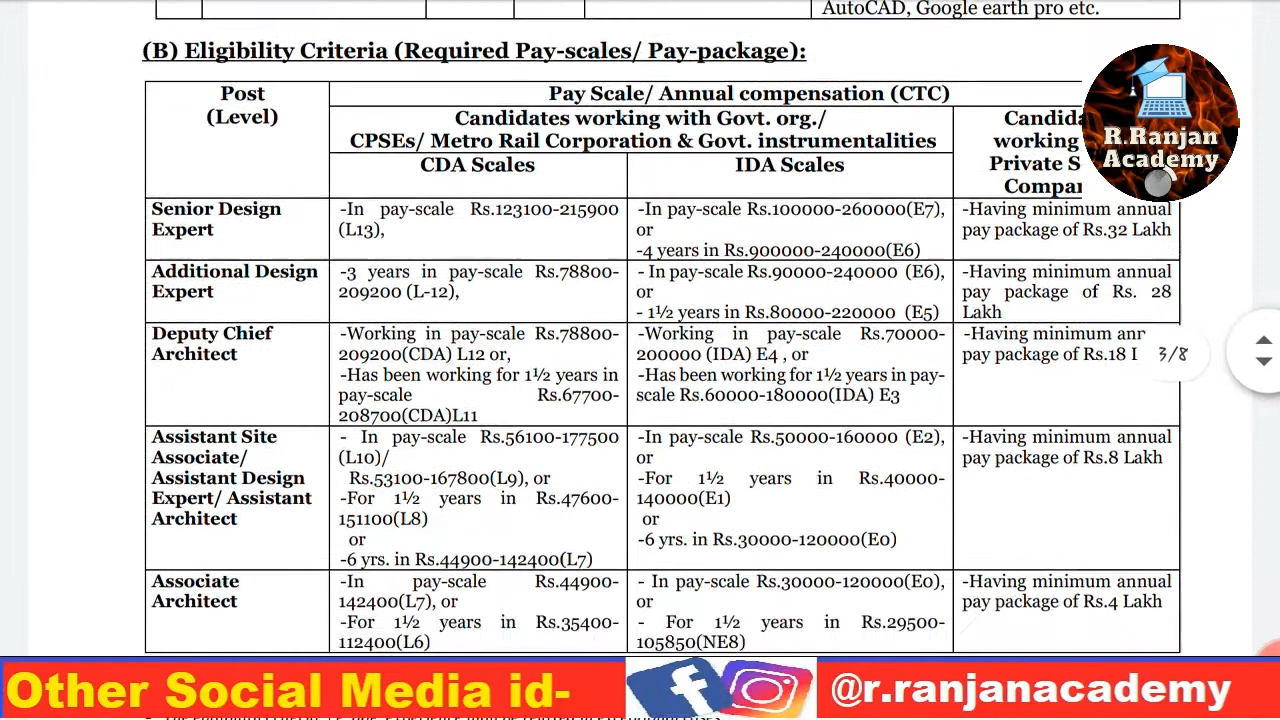 AutoCAD, Google earth pro etc.
(B) Eligibility Criteria (Required Pay-scales/ Pay-package):
Post
(Level)
Pay Scale/ Annual compensation (CTC)
Candidates working with Govt. org./
CPSEs/ Metro Rail Corporation & Govt. instrumentalities
CDA Scales
IDA Scales
working
Private
R.Ranjan
Academy
Senior Design
Expert
-In pay-scale Rs.123100-215900
(L13),
-In pay-scale Rs.100000-260000(E7),
or
-4 years in Rs.900000-240000(E6)
-Having minimum annual
pay package of Rs.32 Lakh
Additional Design
Expert
-3 years in pay-scale Rs.78800-
209200 (L-12),
- In pay-scale Rs.90000-240000 (E6),
or
- 1½ years in Rs.80000-220000 (E5)
-Having minimum annual
pay package of Rs. 28
Lakh
Deputy Chief
Architect
-Working in pay-scale Rs.78800-
209200(CDA) L12 or,
-Has been working for 1½ years in
pay-scale Rs.67700-
208700(CDA)L11
-Working in pay-scale Rs.70000-
200000 (IDA) E4 , or
-Has been working for 1½ years in pay-
scale Rs.60000-180000(IDA) E3
-Having minimum
pay package of Rs.18
3/8
Assistant Site
Associate/
Assistant Design
Expert/ Assistant
Architect
- In pay-scale Rs.56100-177500
(L10)/
Rs.53100-167800(L9), or
-For 1½ years in Rs.47600-
151100(L8)
or
-6 yrs. in Rs.44900-142400(L7)
-In pay-scale Rs.50000-160000 (E2),
or
-For 1½ years in Rs.40000-
140000(E1)
or
-6 yrs. in Rs.30000-120000(E0)
-Having minimum annual
pay package of Rs.8 Lakh
Associate
Architect
-In pay-scale Rs.44900-
142400(L7), or
-For 1½ years in Rs.35400-
112400(L6)
- In pay-scale Rs.30000-120000(E0),
or
- For 1½ years in Rs.29500-
105850(NE8)
-Having minimum annual
pay package of Rs.4 Lakh
Other Social Media id-
@r.ranjanacademy